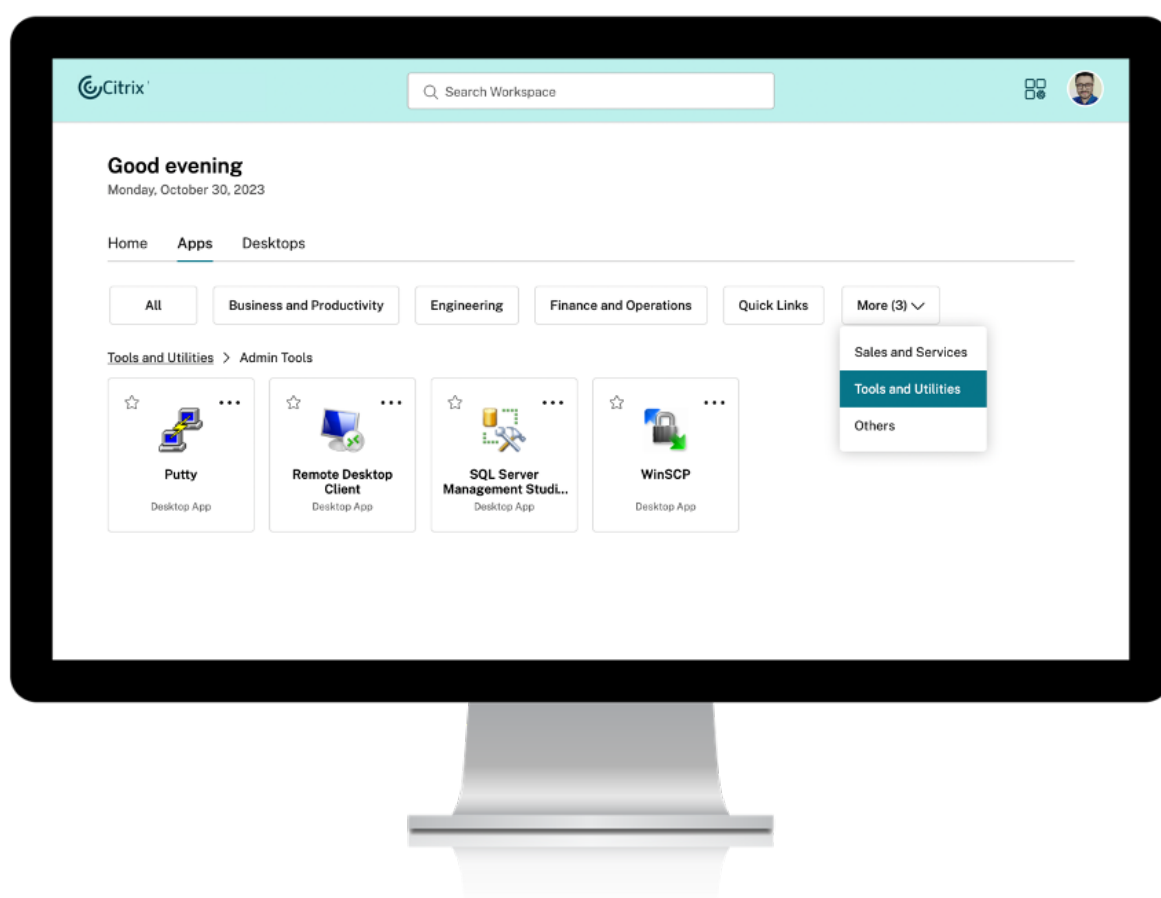 Citrix
Search Workspace
Good evening
Monday, October 30, 2023
Home Apps Desktops
All Business and Productivity Engineering Finance and Operations Quick Links More (3)
Sales and Services
Tools and Utilities
Others
Tools and Utilities > Admin Tools
Putty
Desktop App
Remote Desktop
Client
Desktop App
SQL Server
Management Studi...
Desktop App
WinSCP
Desktop App